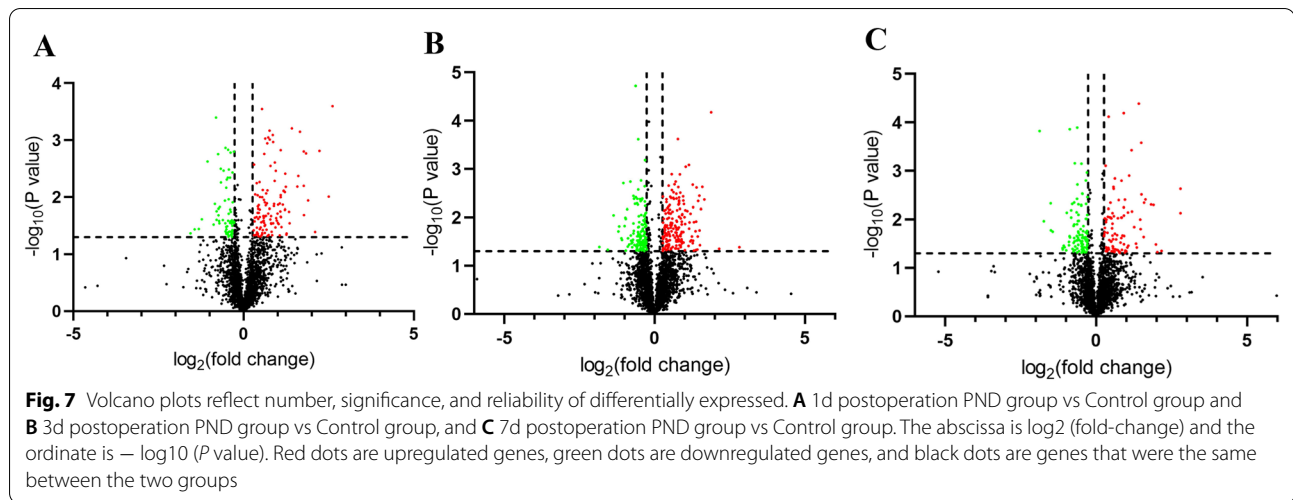 A
B
C
4
3
2
1
0
-5
0
5
-log10(P value)
log2(fold change)
5
4
3
2
1
0
-5
0
5
-log10(P value)
log2(fold change)
5
4
3
2
1
0
-5
0
5
-log10(P value)
log2(fold change)
Fig. 7 Volcano plots reflect number, significance, and reliability of differentially expressed. A 1d postoperation PND group vs Control group and
B 3d postoperation PND group vs Control group, and C 7d postoperation PND group vs Control group. The abscissa is log2 (fold-change) and the
ordinate is − log10 (P value). Red dots are upregulated genes, green dots are downregulated genes, and black dots are genes that were the same
between the two groups